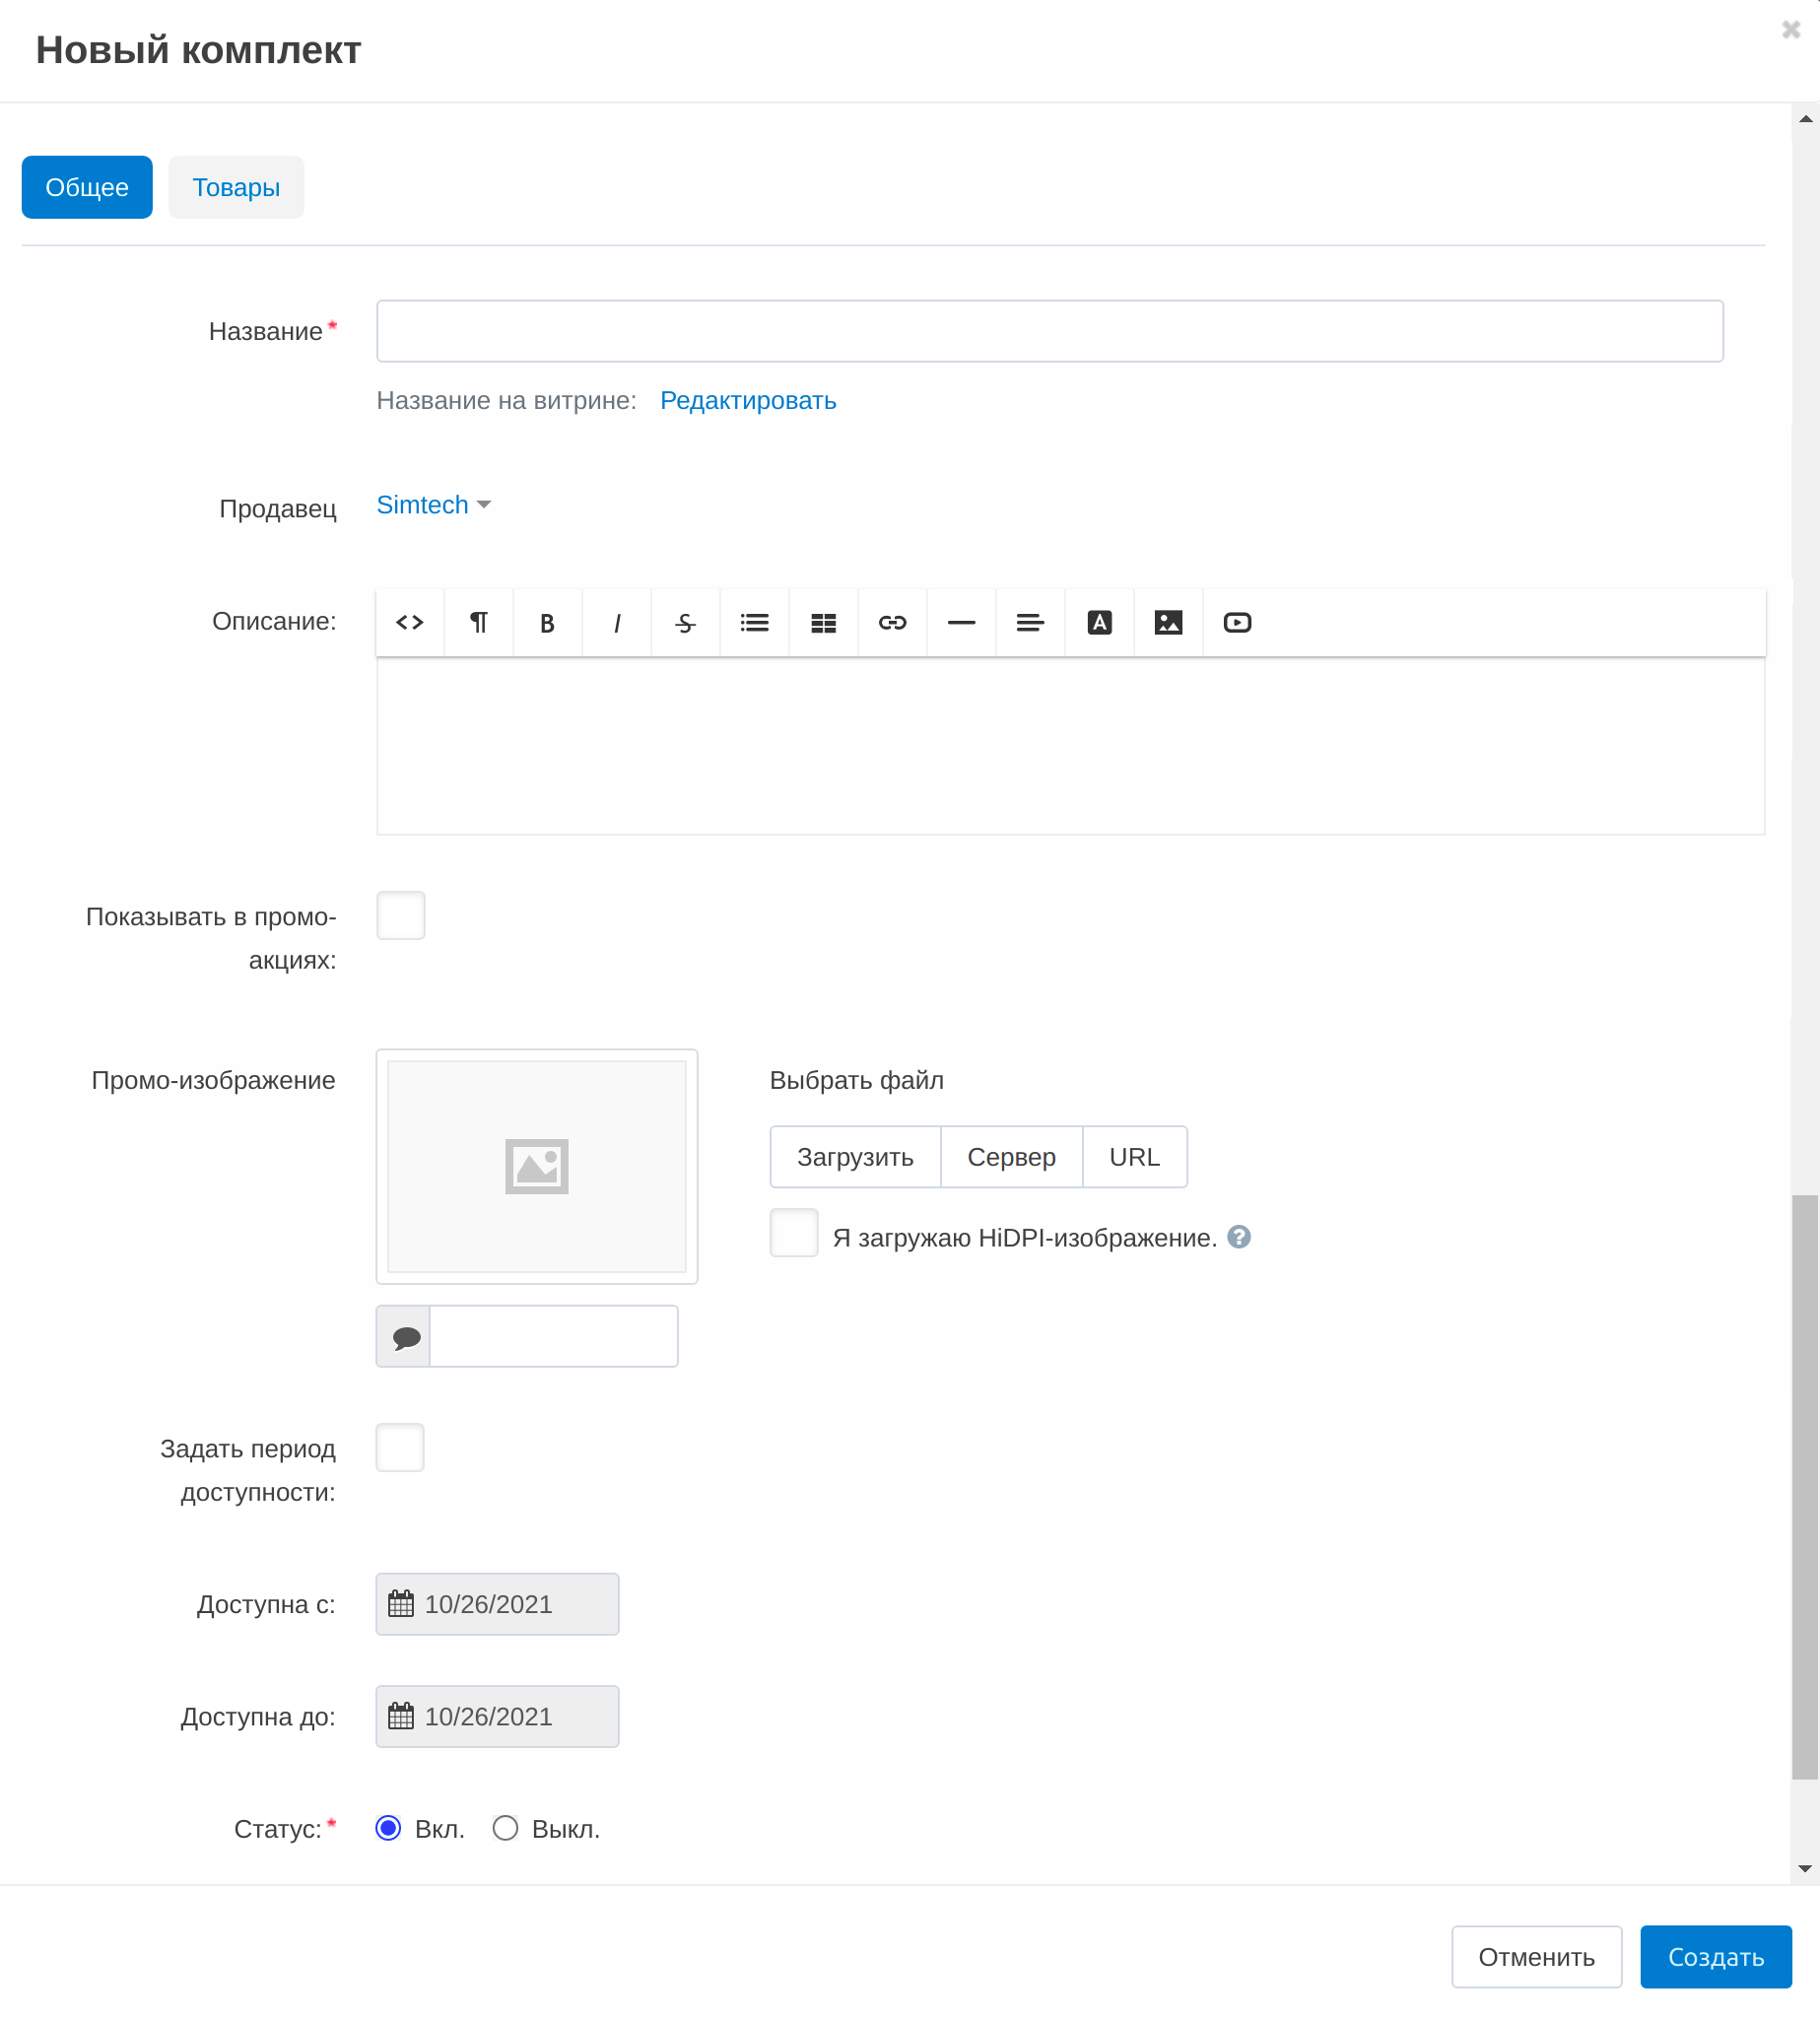 Новый комплект
Общее Товары
Название*
Название на витрине: Редактировать
Продавец Simtech
Описание:
Показывать в промо-
акциях:
Промо-изображение Выбрать файл
Загрузить Сервер URL
Я загружаю HiDPI-изображение.
Задать период
доступности:
Доступна с: 10/26/2021
Доступна до: 10/26/2021
Статус:* Вкл. Выкл.
Отменить Создать